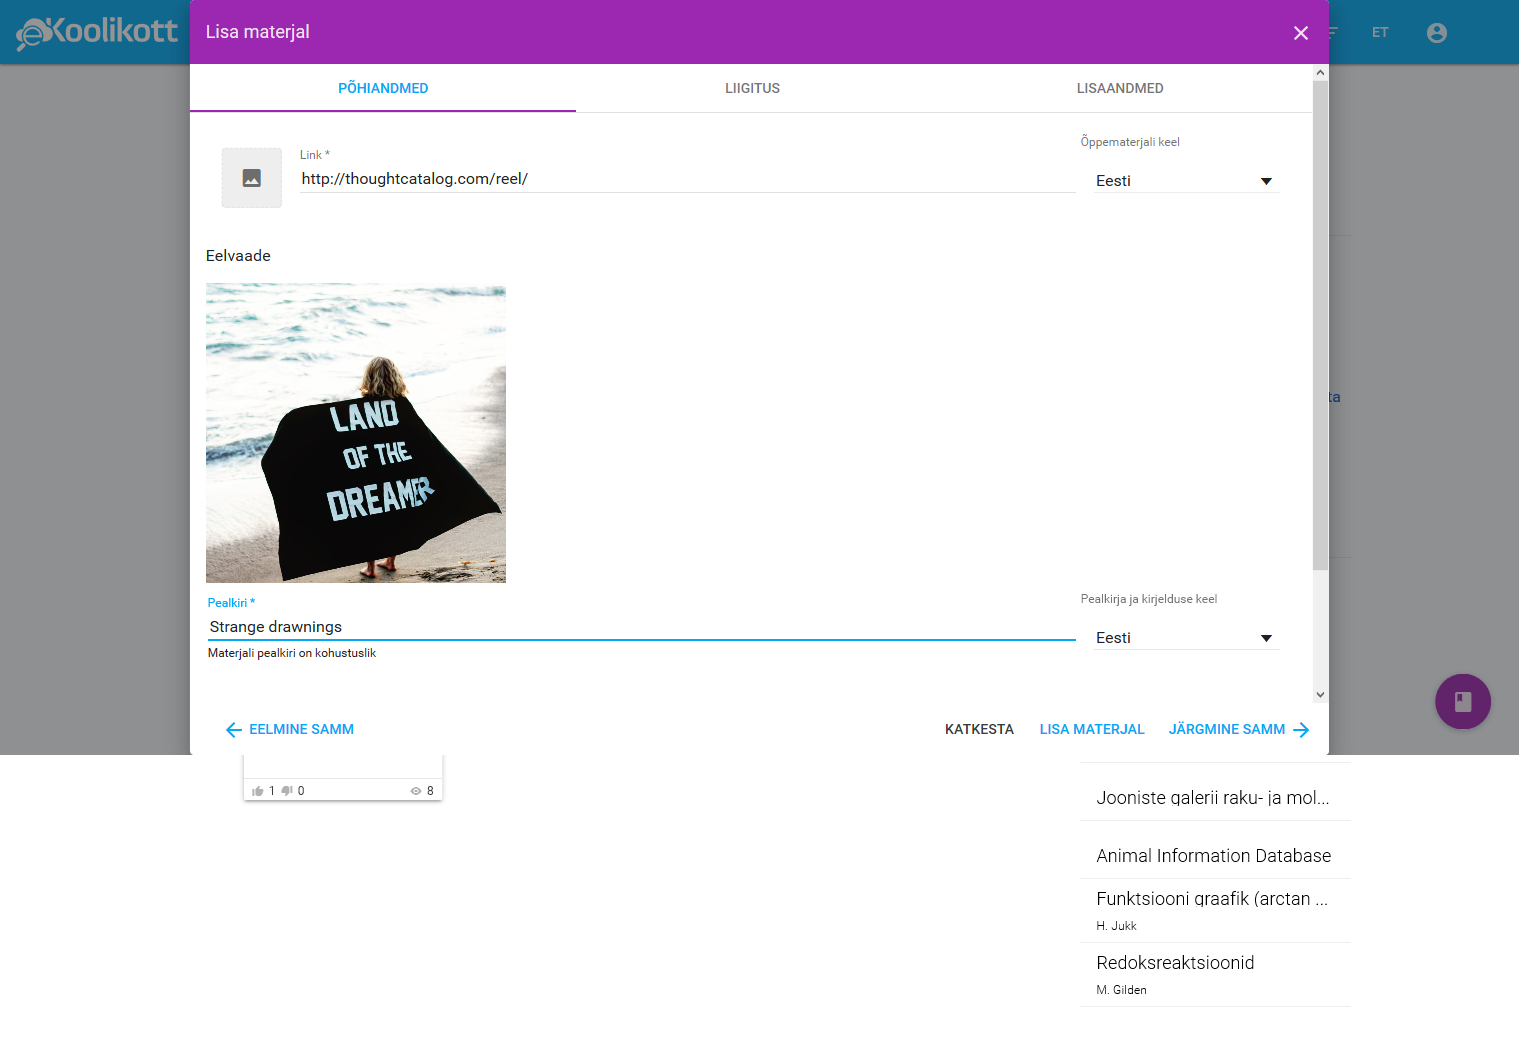 eKoolikott
Lisa materjal
ET
PÕHIANDMED
LIIGITUS
LISAANDMED
Link *
http://thoughtcatalog.com/reel/
Õppematerjali keel
Eesti
ta
Eelvaade
LAND
OF THE
DREAMER
Pealkiri *
Strange drawnings
Materjali pealkiri on kohustuslik
Pealkirja ja kirjelduse keel
Eesti
EELMINE SAMM
KATKESTA
LISA MATERJAL
JÄRGMINE SAMM
1 0 8
Jooniste galerii raku- ja mol...
Animal Information Database
Funktsiooni graafik (arctan ...
H. Jukk
Redoksreaktsioonid
M. Gilden